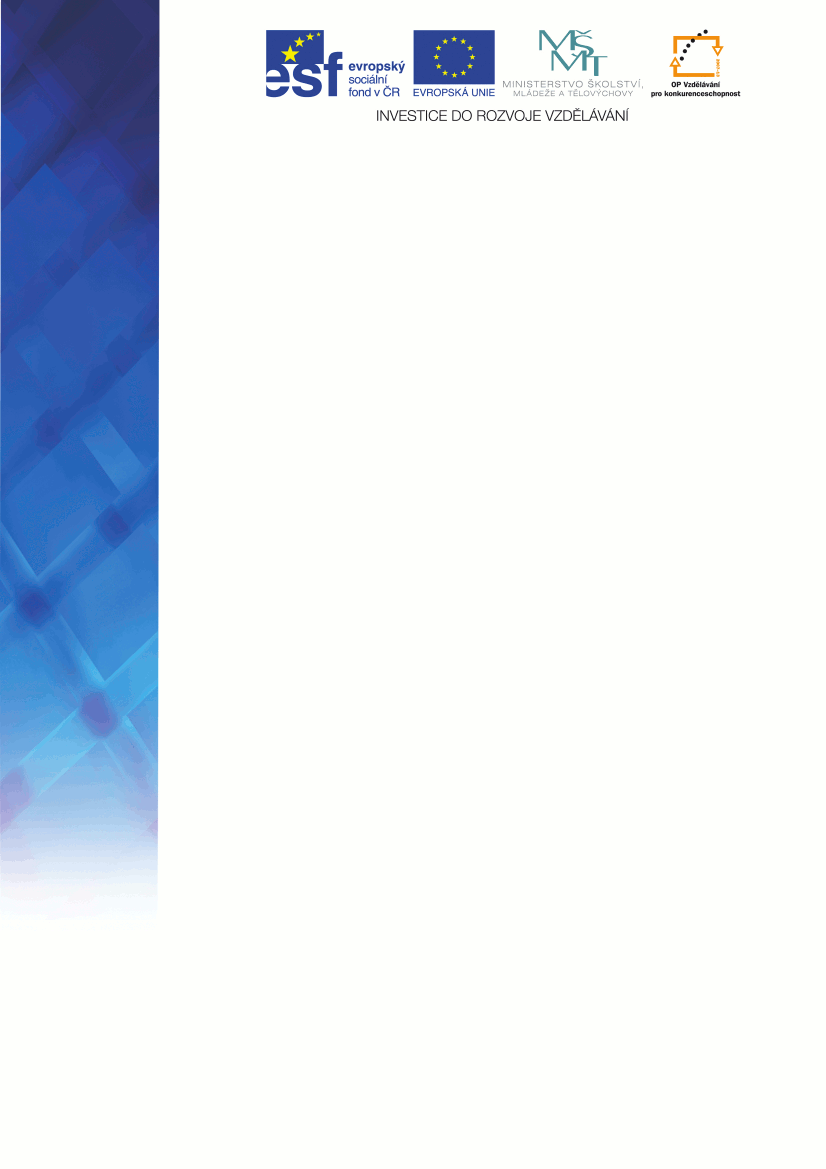 esf
evropský
sociální
fond v ČR
EVROPSKÁ UNIE
MŠMT
MINISTERSTVO ŠKOLSTVÍ,
MLÁDEŽE A TĚLOVÝCHOVY
OP Vzdělávání
pro konkurenceschopnost
INVESTICE DO ROZVOJE VZDĚLÁVÁNÍ